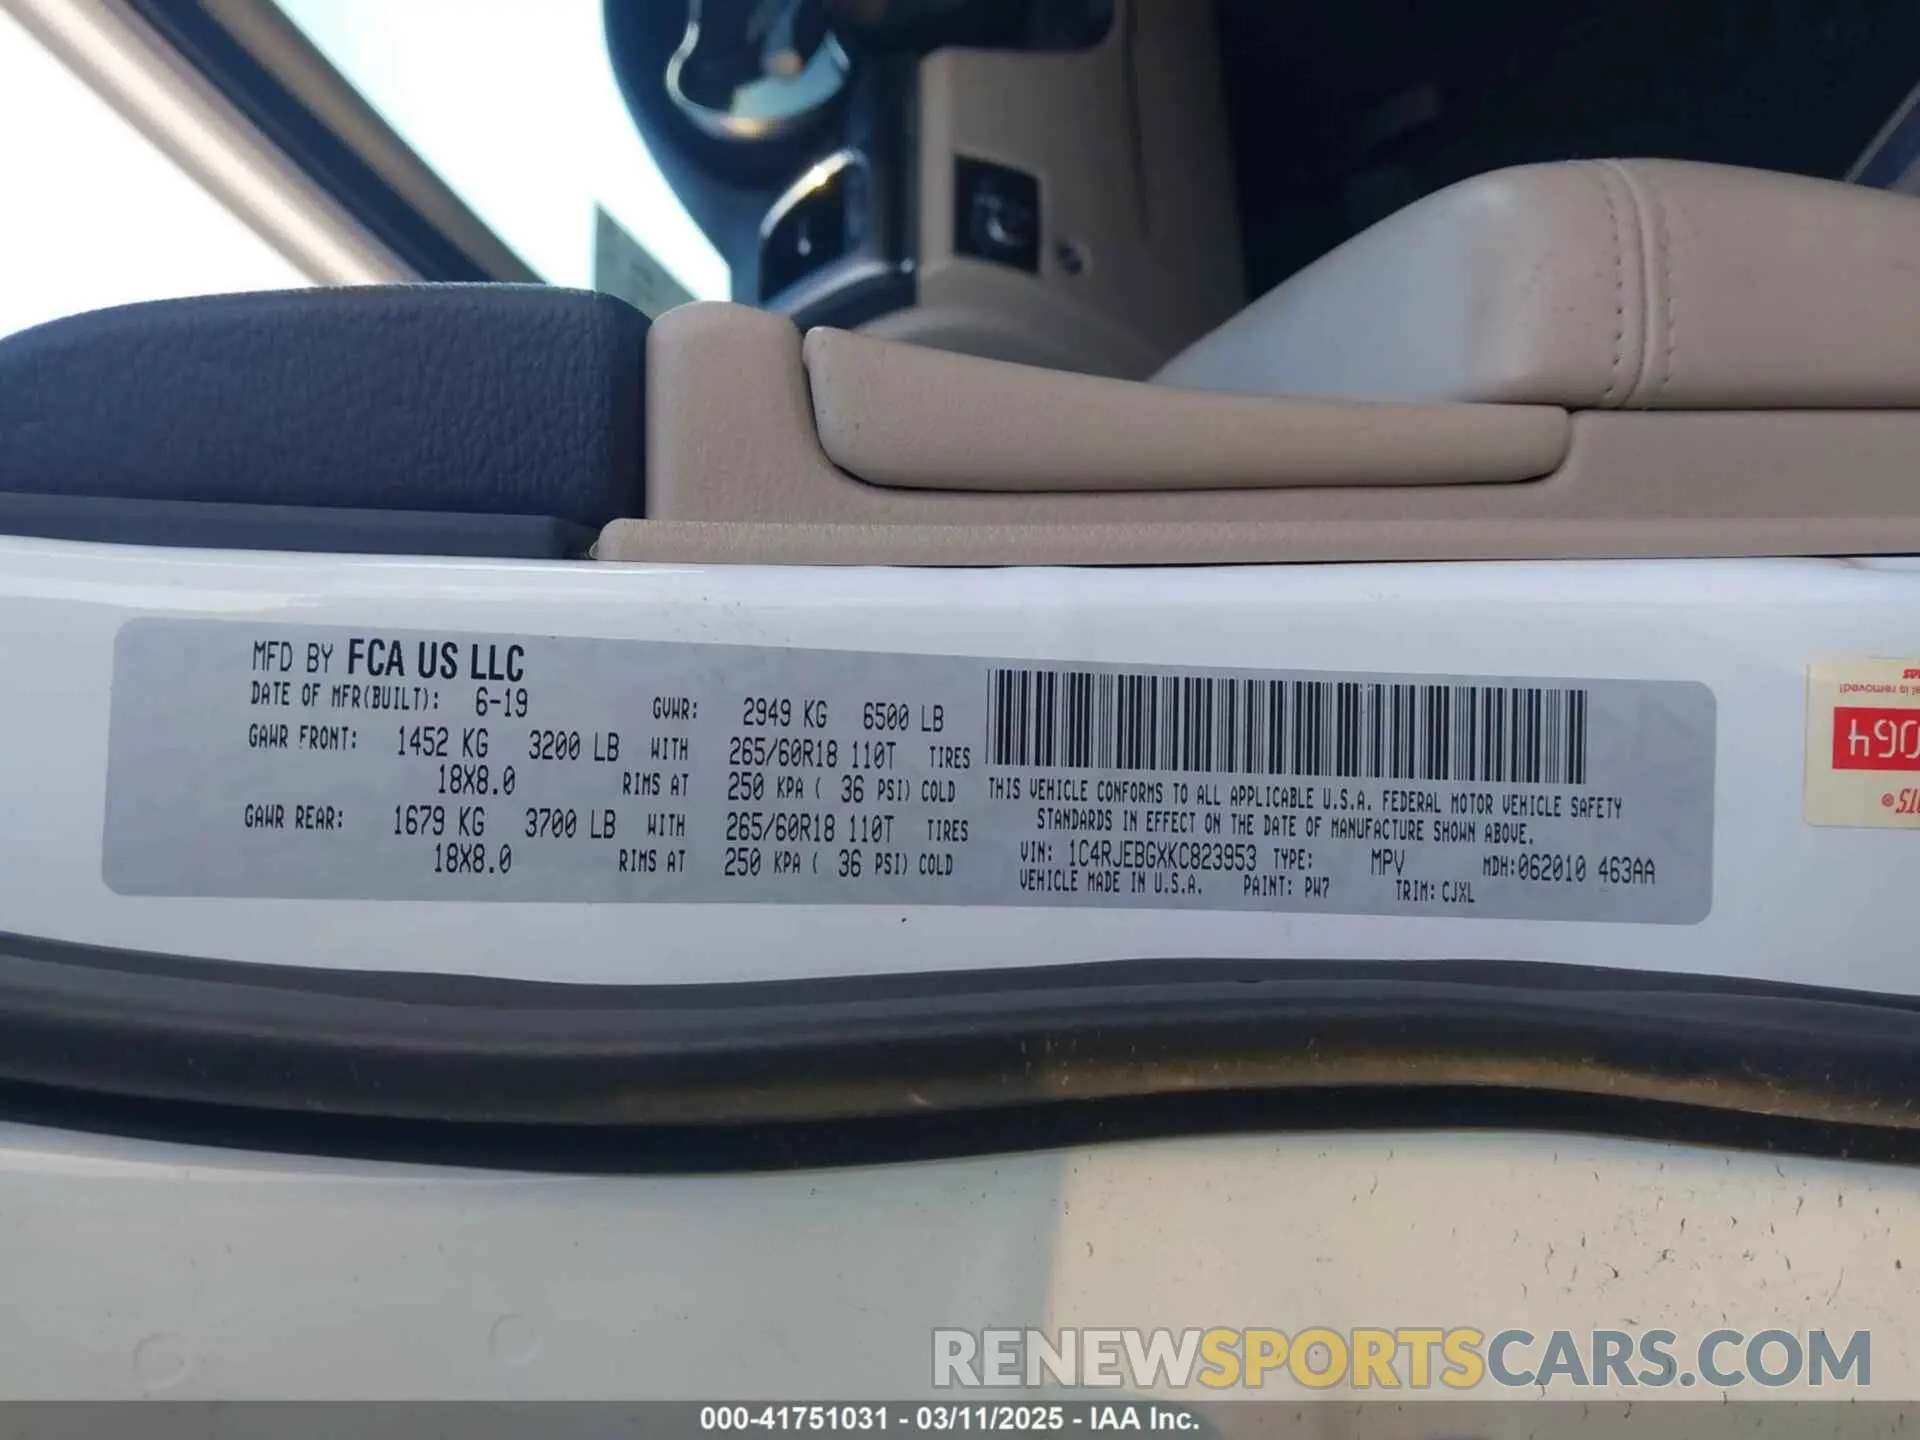 MFD BY FCA US LLC
DATE OF MFR(BUILT): 6-19 GVWR: 2949 KG 6500 LB
GAWR FRONT: 1452 KG 3200 LB WITH 265/60R18 110T TIRES
18X8.0 RIMS AT 250 KPA ( 36 PSI) COLD
GAWR REAR: 1679 KG 3700 LB WITH 265/60R18 110T TIRES
18X8.0 RIMS AT 250 KPA ( 36 PSI) COLD
THIS VEHICLE CONFORMS TO ALL APPLICABLE U.S.A. FEDERAL MOTOR VEHICLE SAFETY
STANDARDS IN EFFECT ON THE DATE OF MANUFACTURE SHOWN ABOVE.
VIN: 1C4RJEBGXKC823953 TYPE: MPV MDH:062010 463AA
VEHICLE MADE IN U.S.A. PAINT: PW7 TRIM: CJXL
is removed!
RENEWSPORTSCARS.COM
000-41751031 - 03/11/2025 - IAA Inc.